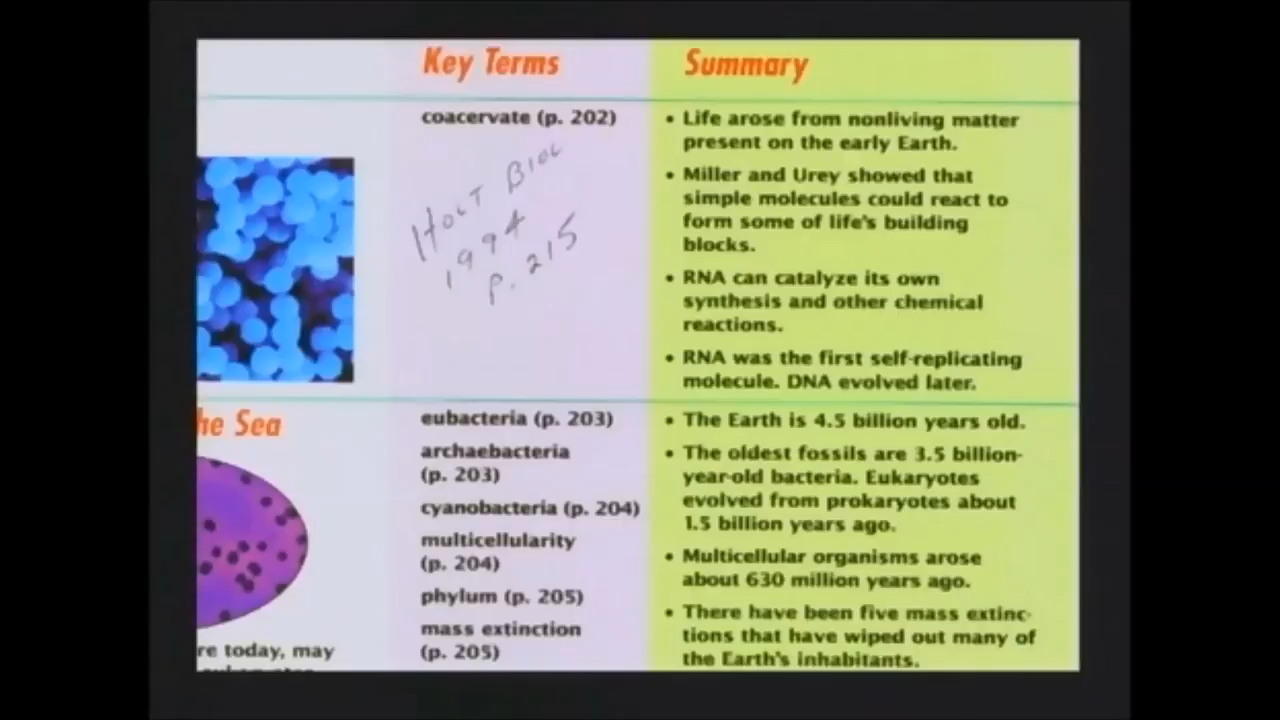 Key Terms
Summary
coacervate (p. 202)
HOLT BIOL
1994
P. 215
• Life arose from nonliving matter
present on the early Earth.
• Miller and Urey showed that
simple molecules could react to
form some of life's building
blocks.
• RNA can catalyze its own
synthesis and other chemical
reactions.
• RNA was the first self-replicating
molecule. DNA evolved later.
he Sea
re today, may
eubacteria (p. 203)
archaebacteria
(p. 203)
cyanobacteria (p. 204)
multicellularity
(p. 204)
phylum (p. 205)
mass extinction
(p. 205)
• The Earth is 4.5 billion years old.
• The oldest fossils are 3.5 billion-
year-old bacteria. Eukaryotes
evolved from prokaryotes about
1.5 billion years ago.
• Multicellular organisms arose
about 630 million years ago.
• There have been five mass extinc-
tions that have wiped out many of
the Earth's inhabitants.